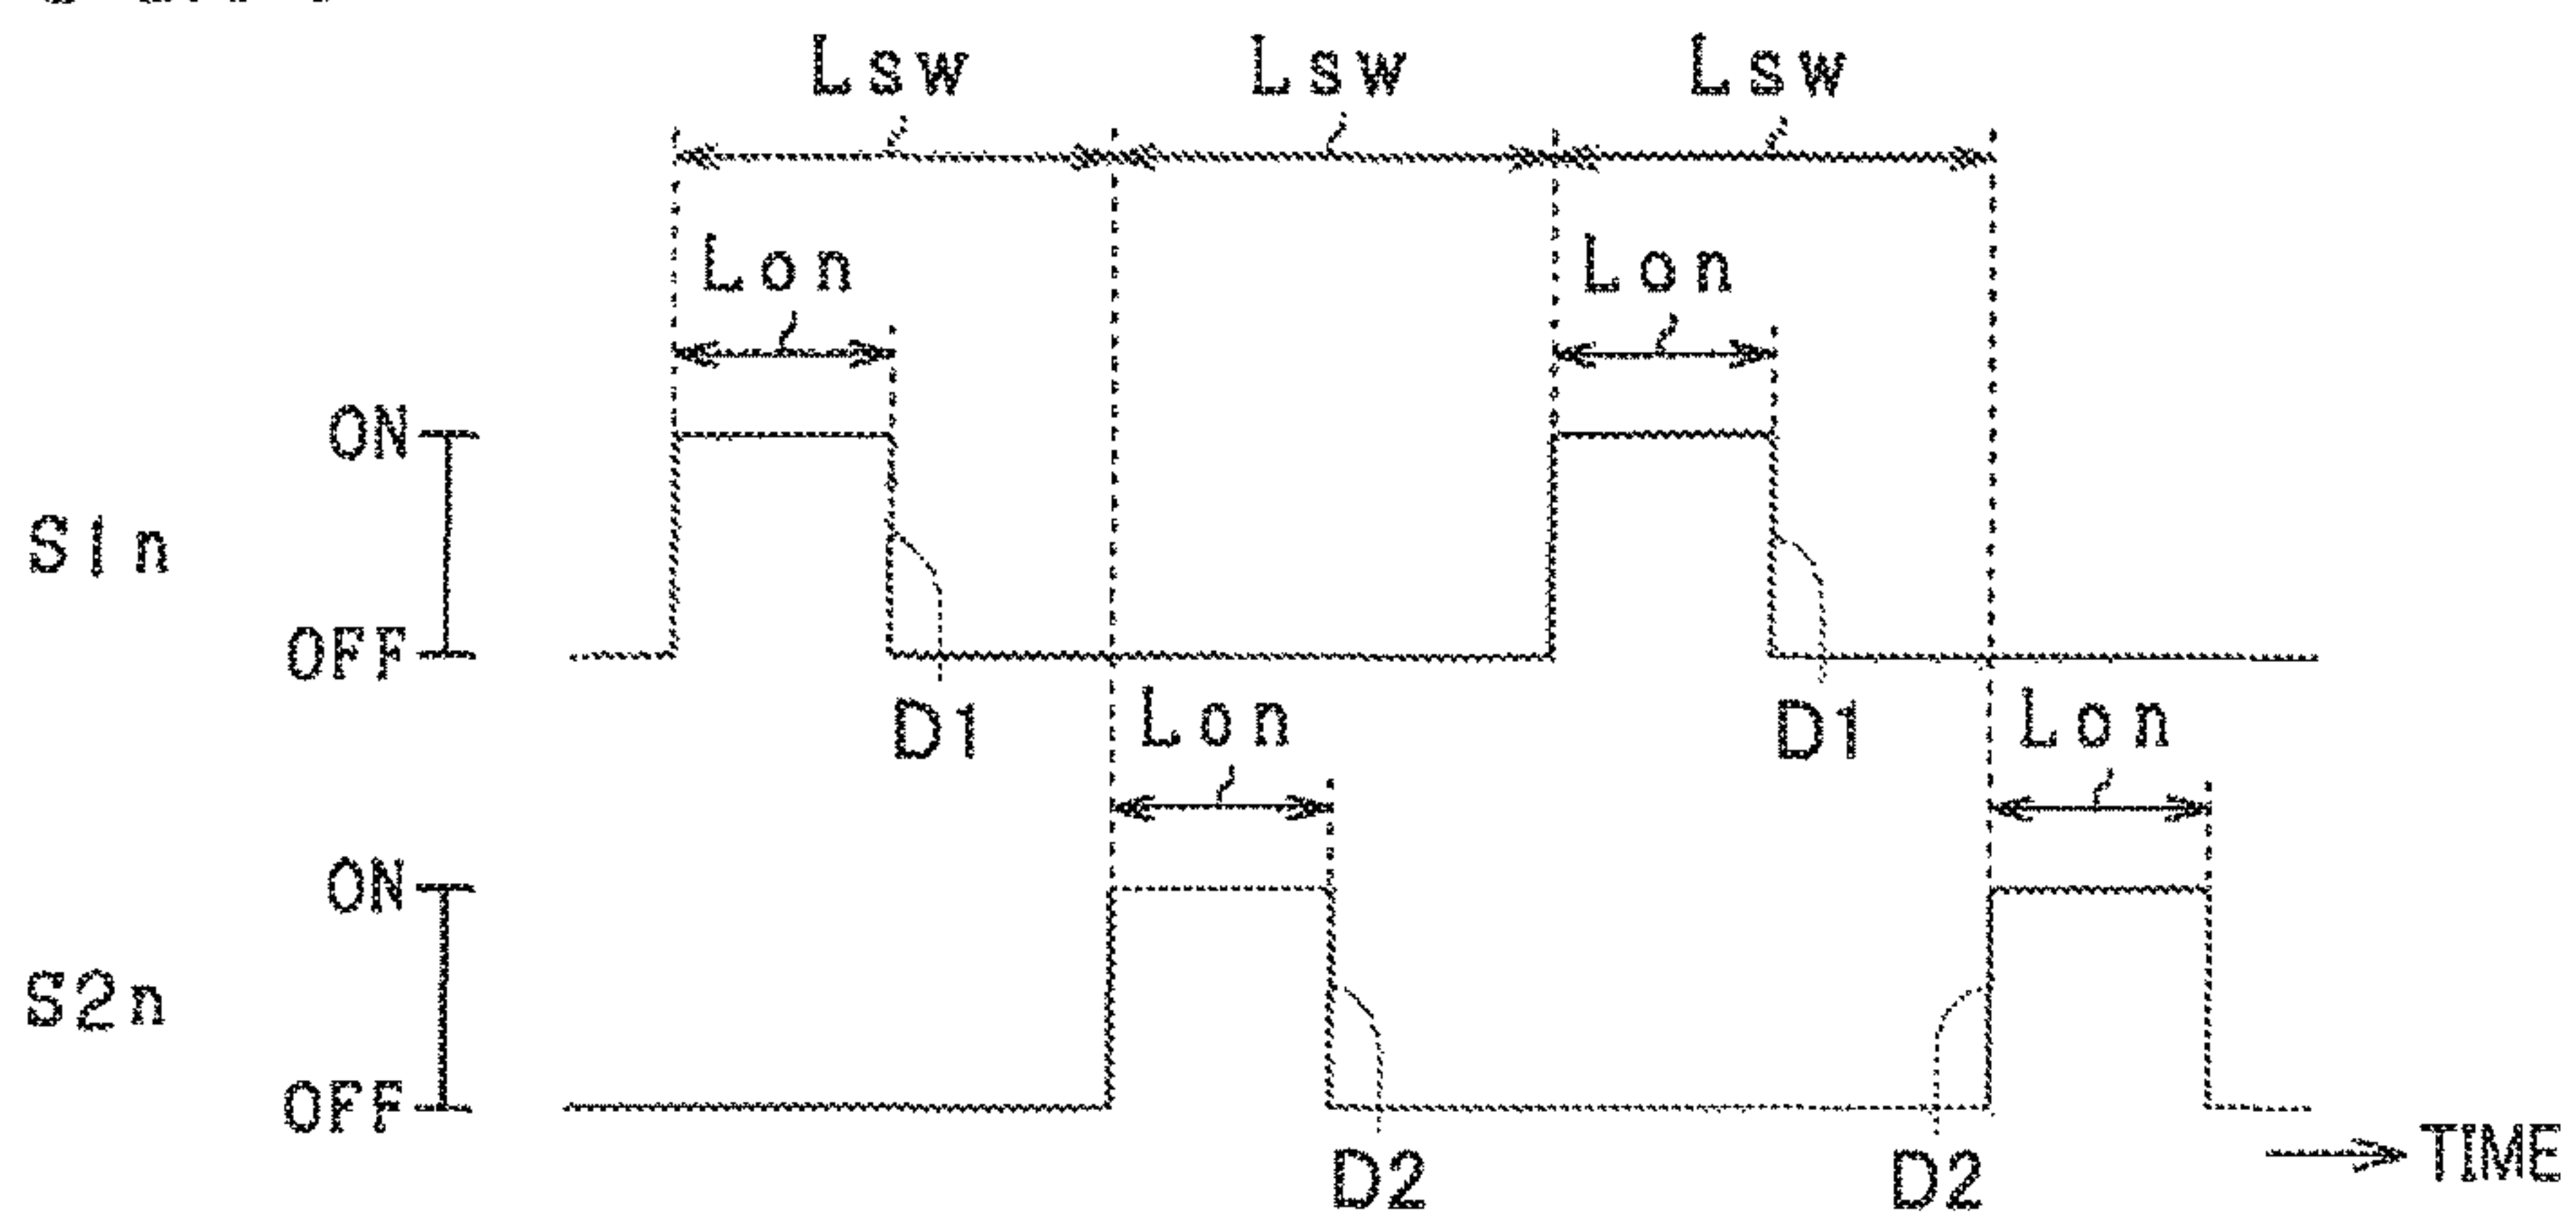 Lsw Lsw Lsw
Lon Lon
ON
S1n
OFF
D1 Lon D1 Lon
ON
S2n
OFF
TIME
D2 D2